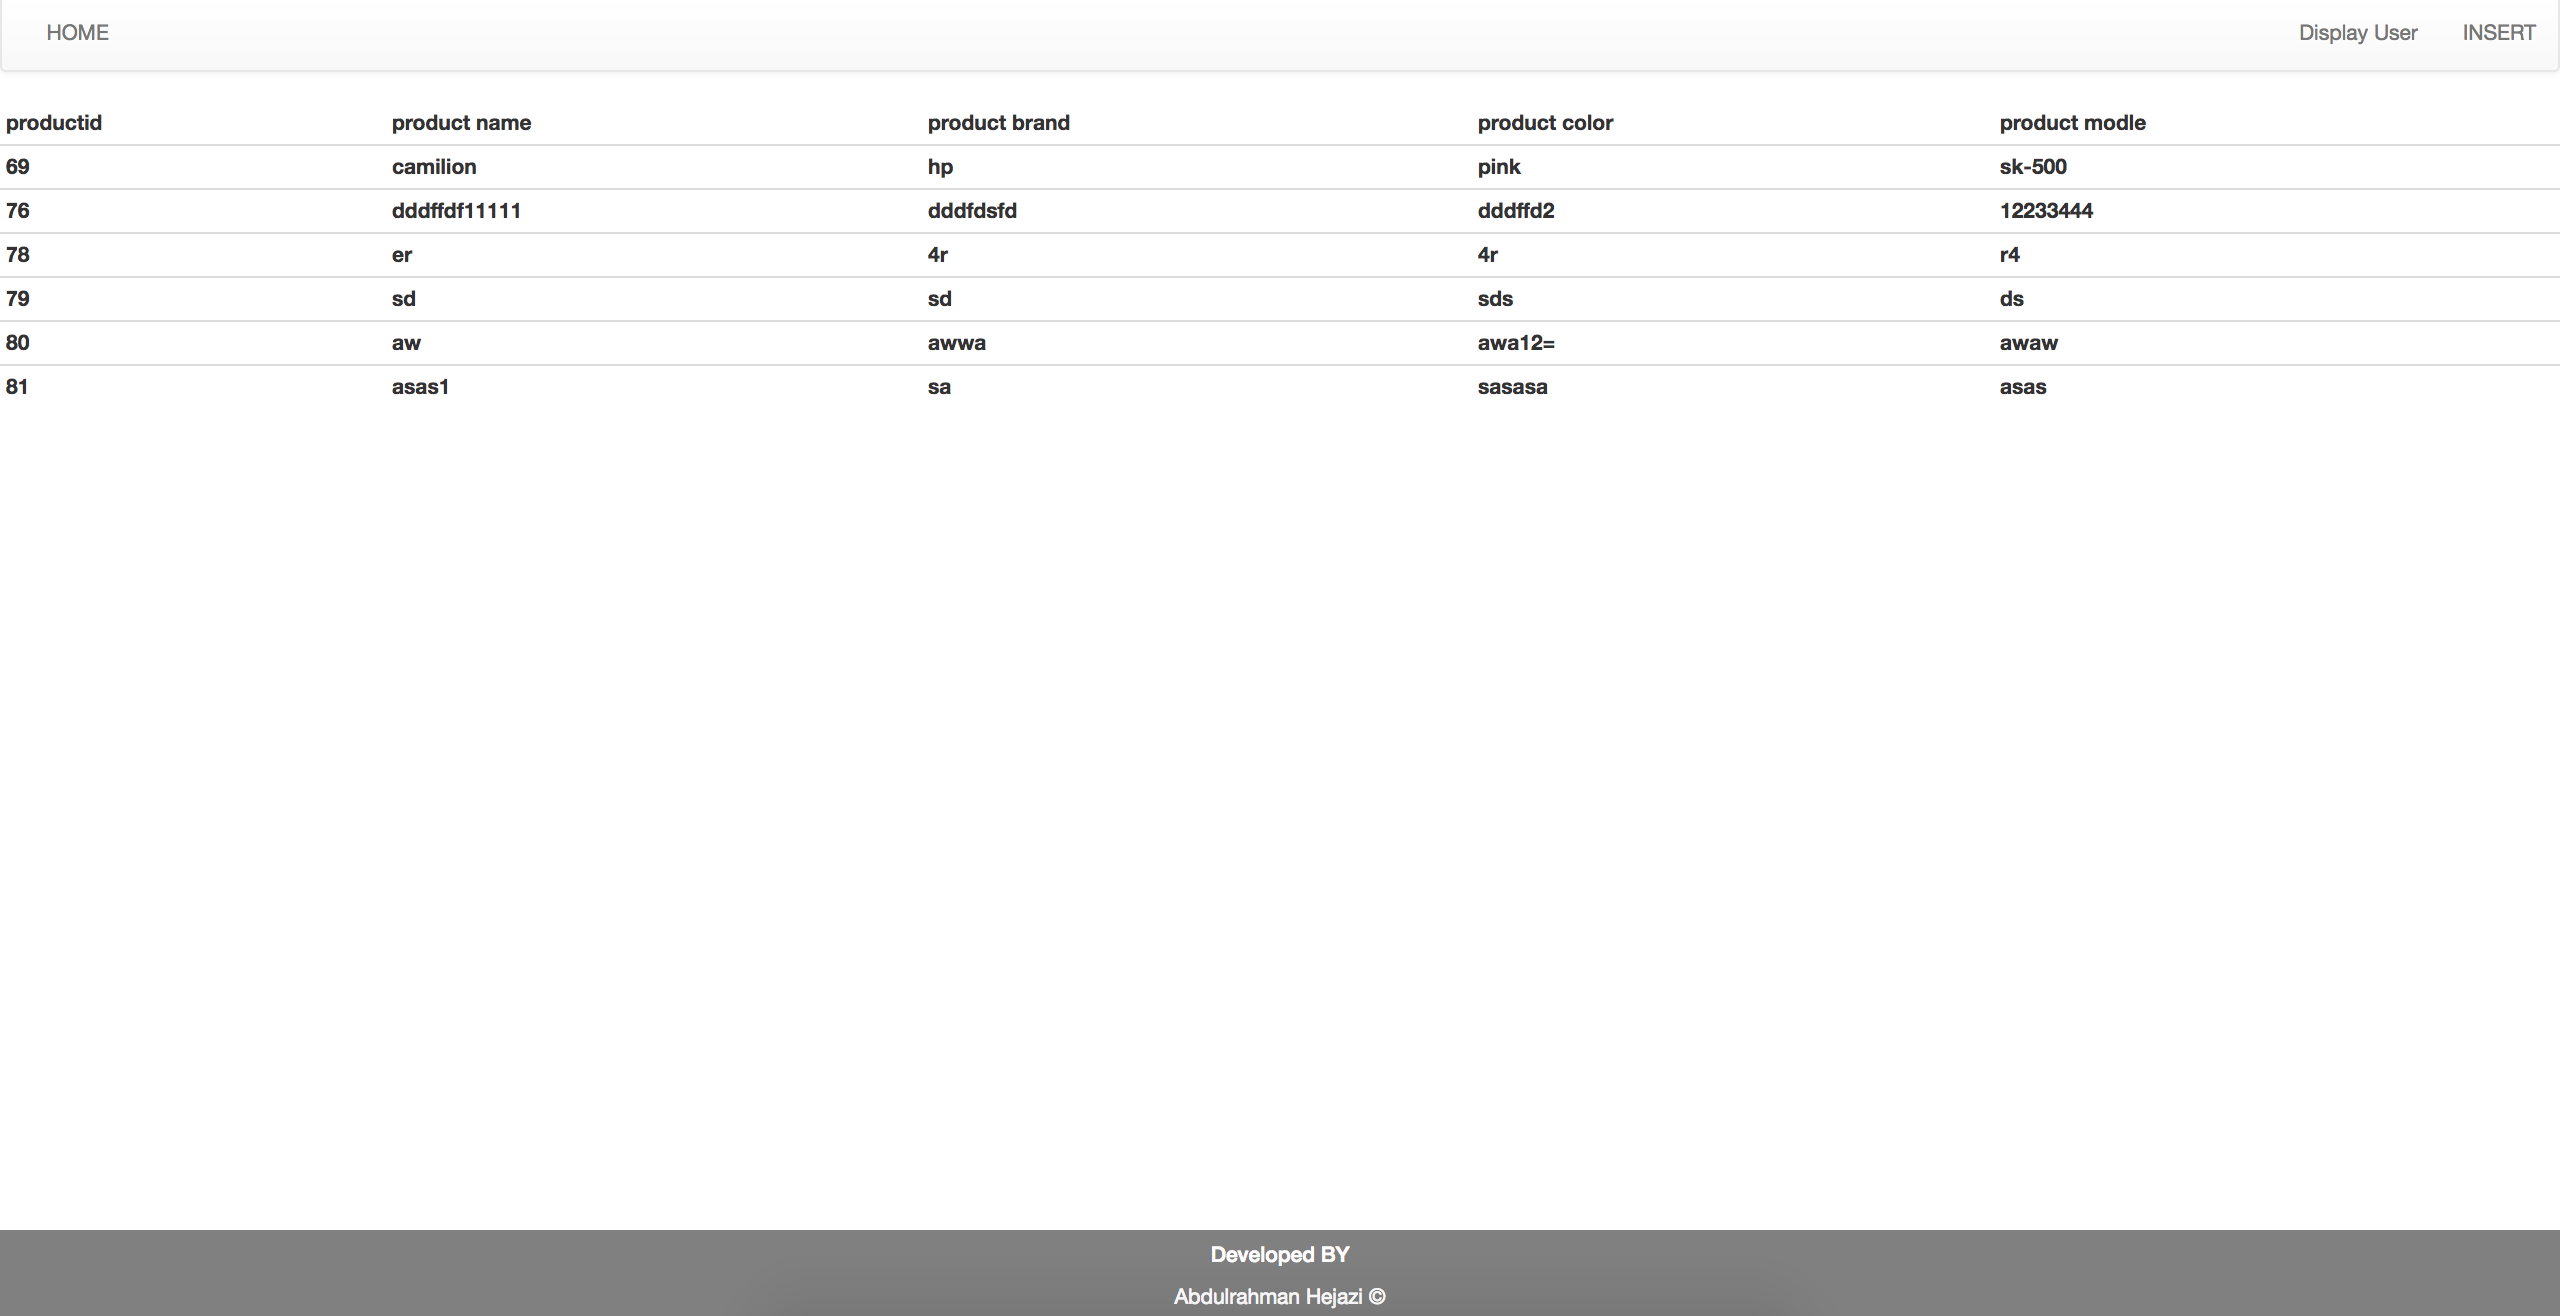 HOME Display User INSERT
productid product name product brand product color product modle
69 camilion hp pink sk-500
76 dddffdf11111 dddfdsfd dddffd2 12233444
78 er 4r 4r r4
79 sd sd sds ds
80 aw awwa awa12= awaw
81 asas1 sa sasasa asas
Developed BY
Abdulrahman Hejazi ©